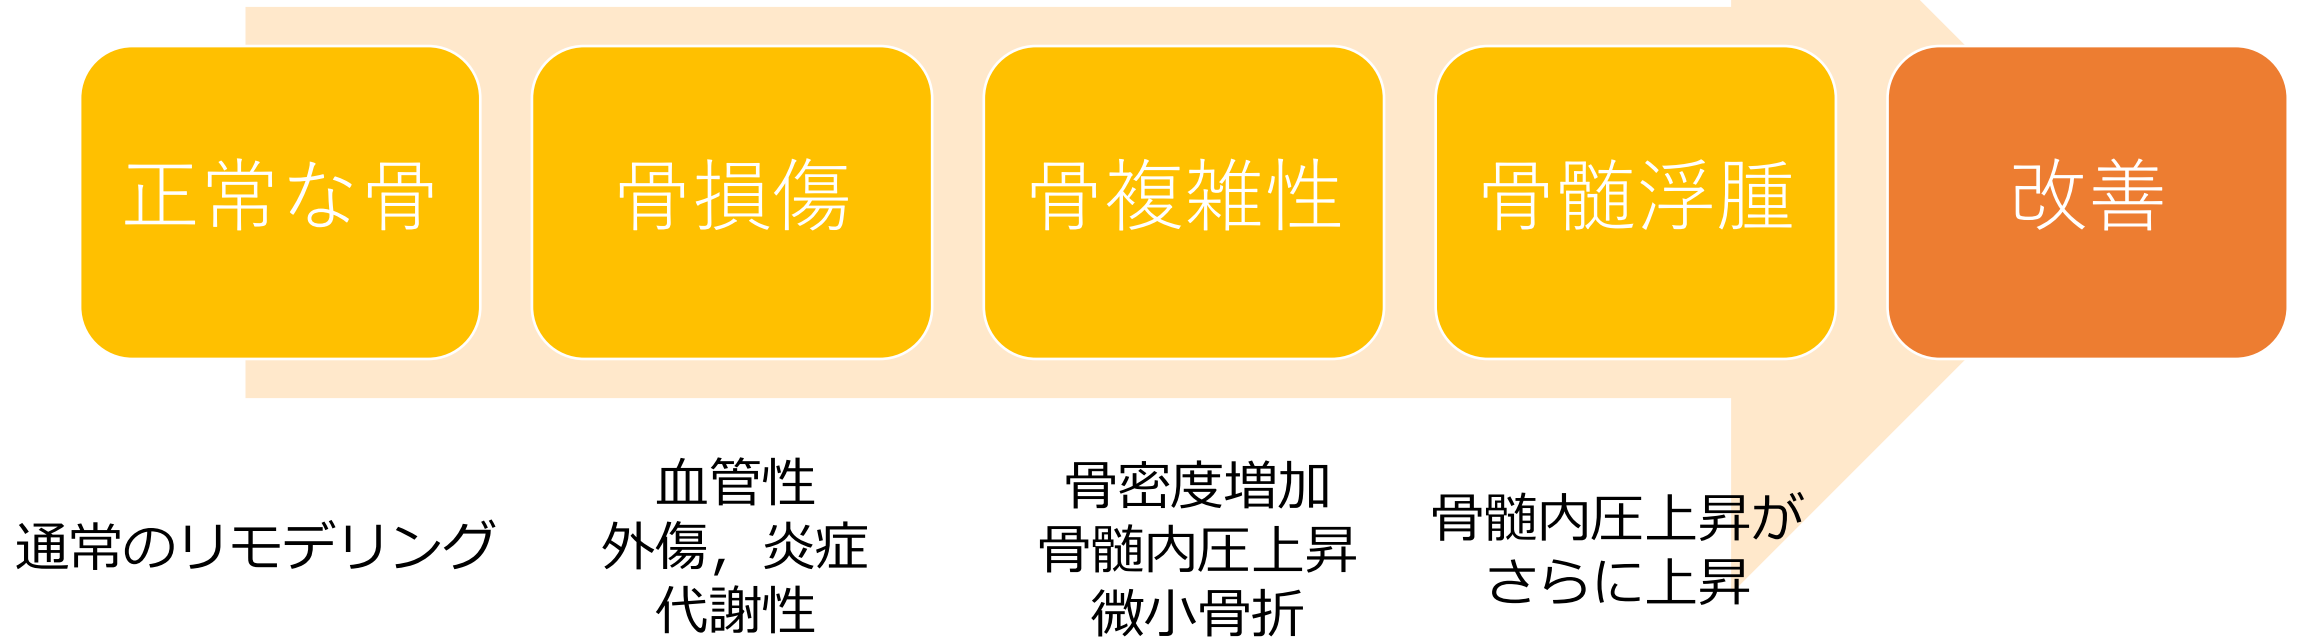 正常な骨
骨損傷
骨複雑性
骨髄浮腫
改善
通常のリモデリング
血管性
外傷，炎症
代謝性
骨密度増加
骨髄内圧上昇
微小骨折
骨髄内圧上昇が
さらに上昇